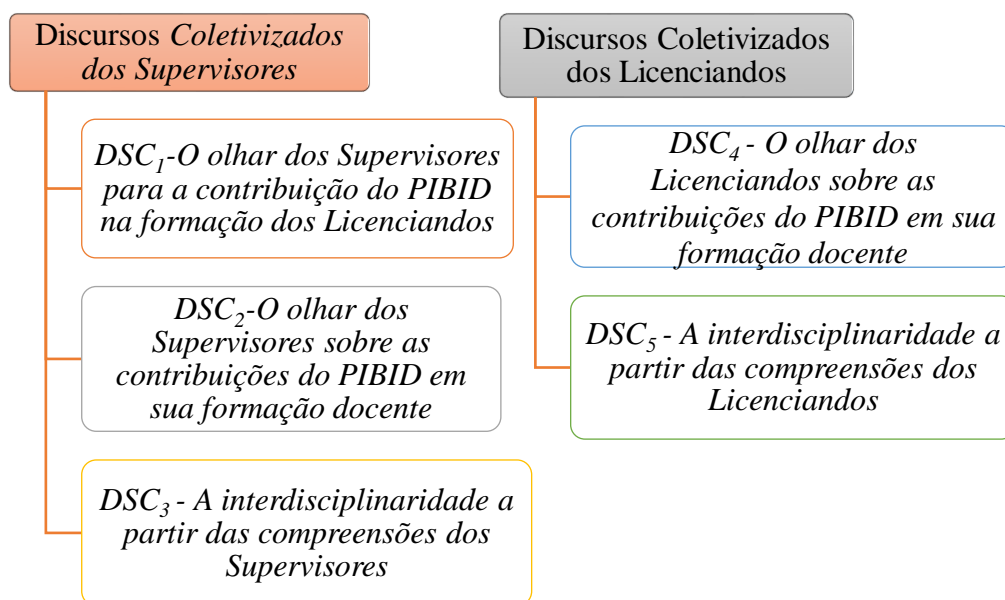 Discursos Coletivizados
dos Supervisores
DSC₁-O olhar dos Supervisores
para a contribuição do PIBID
na formação dos Licenciandos
DSC₂-O olhar dos
Supervisores sobre as
contribuições do PIBID em
sua formação docente
DSC₃ - A interdisciplinaridade a
partir das compreensões dos
Supervisores
Discursos Coletivizados
dos Licenciandos
DSC₄ - O olhar dos
Licenciandos sobre as
contribuições do PIBID em sua
formação docente
DSC₅ - A interdisciplinaridade a
partir das compreensões dos
Licenciandos